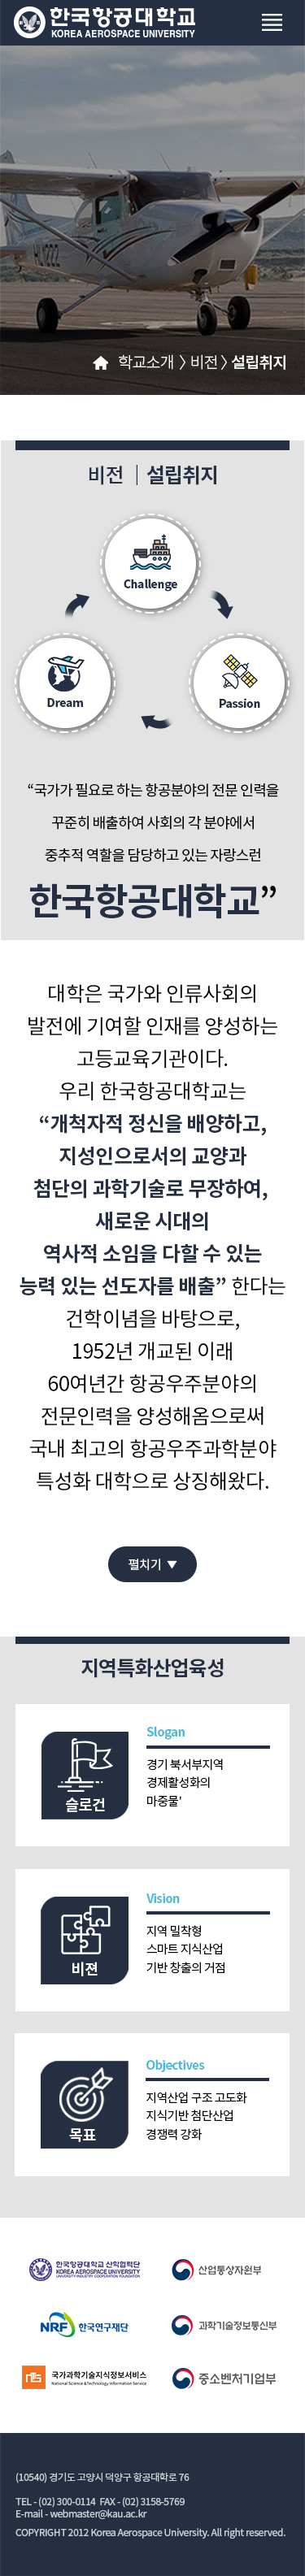 한국항공대학교
KOREA AEROSPACE UNIVERSITY
학교소개 〉비전 〉설립취지
비전 | 설립취지
Challenge
Dream
Passion
“국가가 필요로 하는 항공분야의 전문 인력을
꾸준히 배출하여 사회의 각 분야에서
중추적 역할을 담당하고 있는 자랑스런
한국항공대학교”
대학은 국가와 인류사회의
발전에 기여할 인재를 양성하는
고등교육기관이다.
우리 한국항공대학교는
“개척자적 정신을 배양하고,
지성인으로서의 교양과
첨단의 과학기술로 무장하여,
새로운 시대의
역사적 소임을 다할 수 있는
능력 있는 선도자를 배출” 한다는
건학이념을 바탕으로,
1952년 개교된 이래
60여년간 항공우주분야의
전문인력을 양성해옴으로써
국내 최고의 항공우주과학분야
특성화 대학으로 상징해왔다.
펼치기 ▼
지역특화산업육성
슬로건
Slogan
경기 북서부지역
경제활성화의
마중물'
비젼
Vision
지역 밀착형
스마트 지식산업
기반 창출의 거점
목표
Objectives
지역산업 구조 고도화
지식기반 첨단산업
경쟁력 강화
한국항공대학교 산학협력단
KOREA AEROSPACE UNIVERSITY
UNIVERSITY-INDUSTRY COOPERATION FOUNDATION
산업통상자원부
NRF 한국연구재단
과학기술정보통신부
ntis 국가과학기술지식정보서비스
National Science & Technology Information Service
중소벤처기업부
(10540) 경기도 고양시 덕양구 항공대학로 76
TEL - (02) 300-0114 FAX - (02) 3158-5769
E-mail - webmaster@kau.ac.kr
COPYRIGHT 2012 Korea Aerospace University. All right reserved.